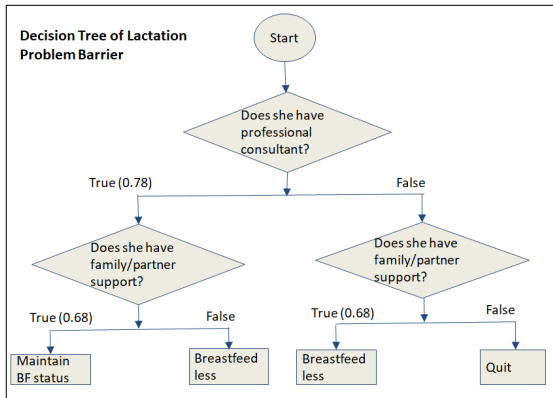 Decision Tree of Lactation
Problem Barrier
Start
Does she have
professional
consultant?
True (0.78)
False
Does she have
family/partner
support?
Does she have
family/partner
support?
True (0.68)
False
True (0.68)
False
Maintain
BF status
Breastfeed
less
Breastfeed
less
Quit